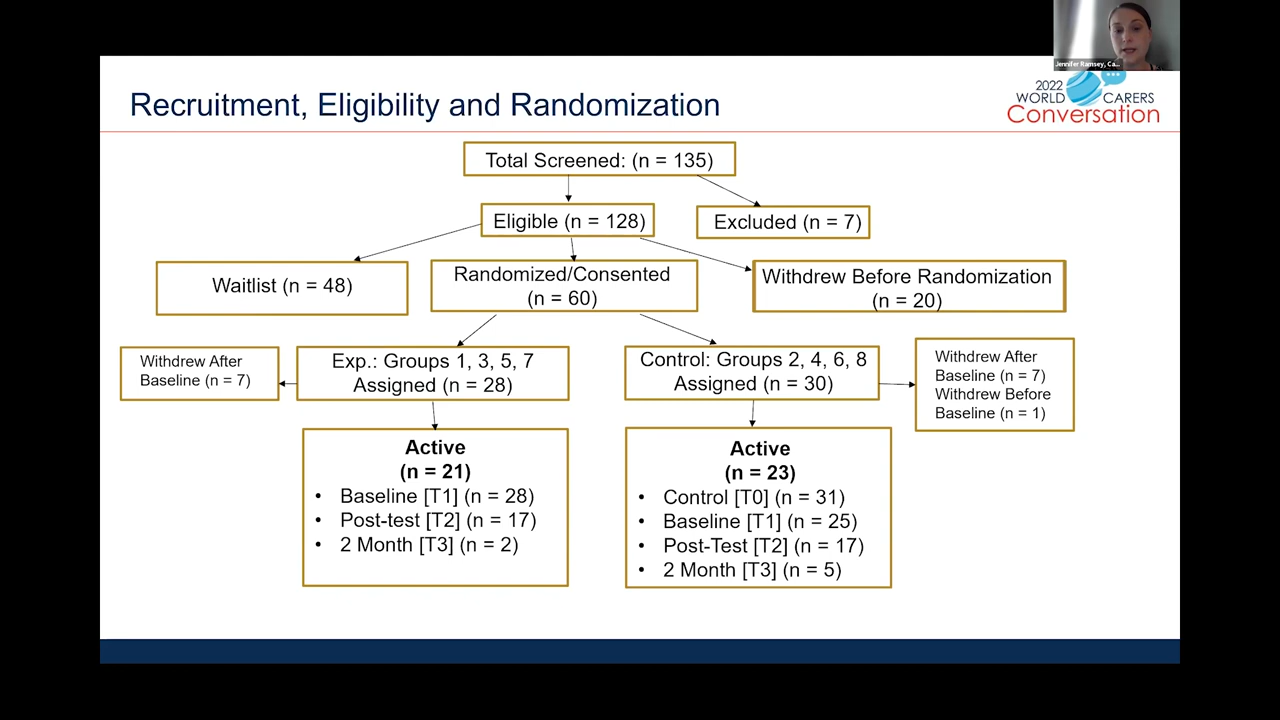 Jennifer Ramsey, Ca...
Recruitment, Eligibility and Randomization
2022
WORLD CARERS
Conversation
Total Screened: (n = 135)
Eligible (n = 128)
Excluded (n = 7)
Waitlist (n = 48)
Randomized/Consented
(n = 60)
Withdrew Before Randomization
(n = 20)
Withdrew After
Baseline (n = 7)
Exp.: Groups 1, 3, 5, 7
Assigned (n = 28)
Control: Groups 2, 4, 6, 8
Assigned (n = 30)
Withdrew After
Baseline (n = 7)
Withdrew Before
Baseline (n = 1)
Active
(n = 21)
• Baseline [T1] (n = 28)
• Post-test [T2] (n = 17)
• 2 Month [T3] (n = 2)
Active
(n = 23)
• Control [T0] (n = 31)
• Baseline [T1] (n = 25)
• Post-Test [T2] (n = 17)
• 2 Month [T3] (n = 5)